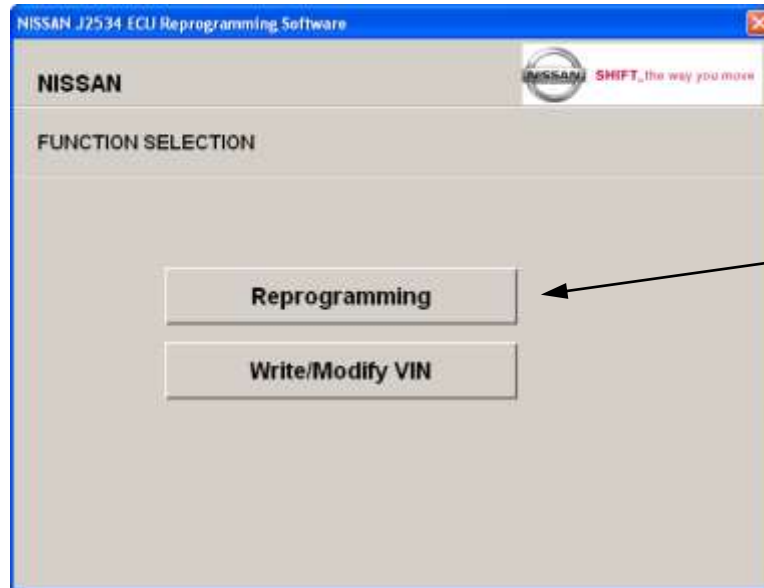 NISSAN J2534 ECU Reprogramming Software
NISSAN
NISSAN SHIFT_the way you move
FUNCTION SELECTION
Reprogramming
Write/Modify VIN